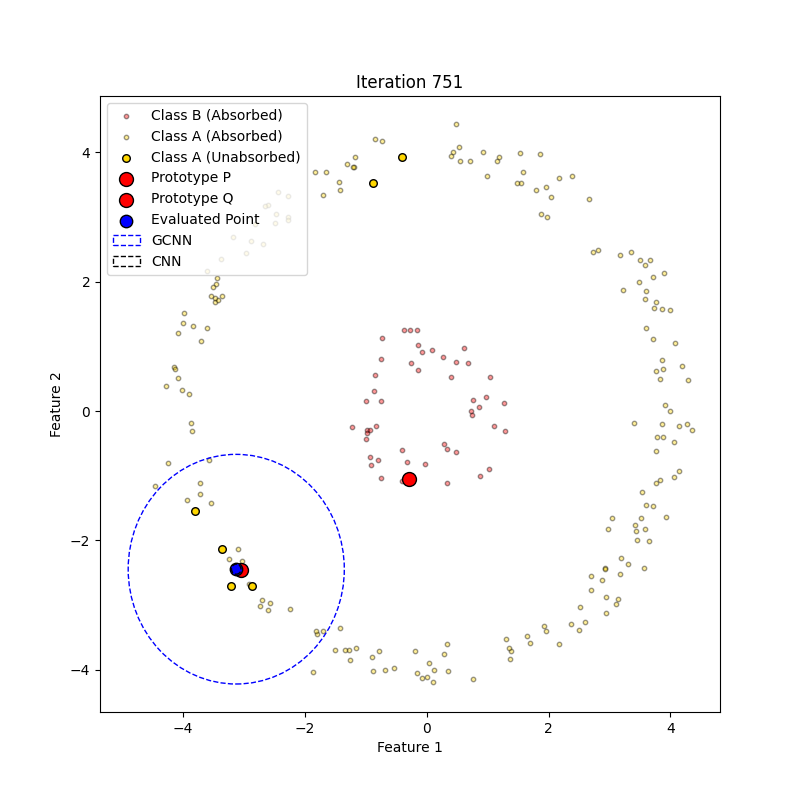 Iteration 751
Class B (Absorbed)
Class A (Absorbed)
Class A (Unabsorbed)
Prototype P
Prototype Q
Evaluated Point
GCNN
CNN
4
2
0
−2
−4
Feature 2
−4
−2
0
2
4
Feature 1